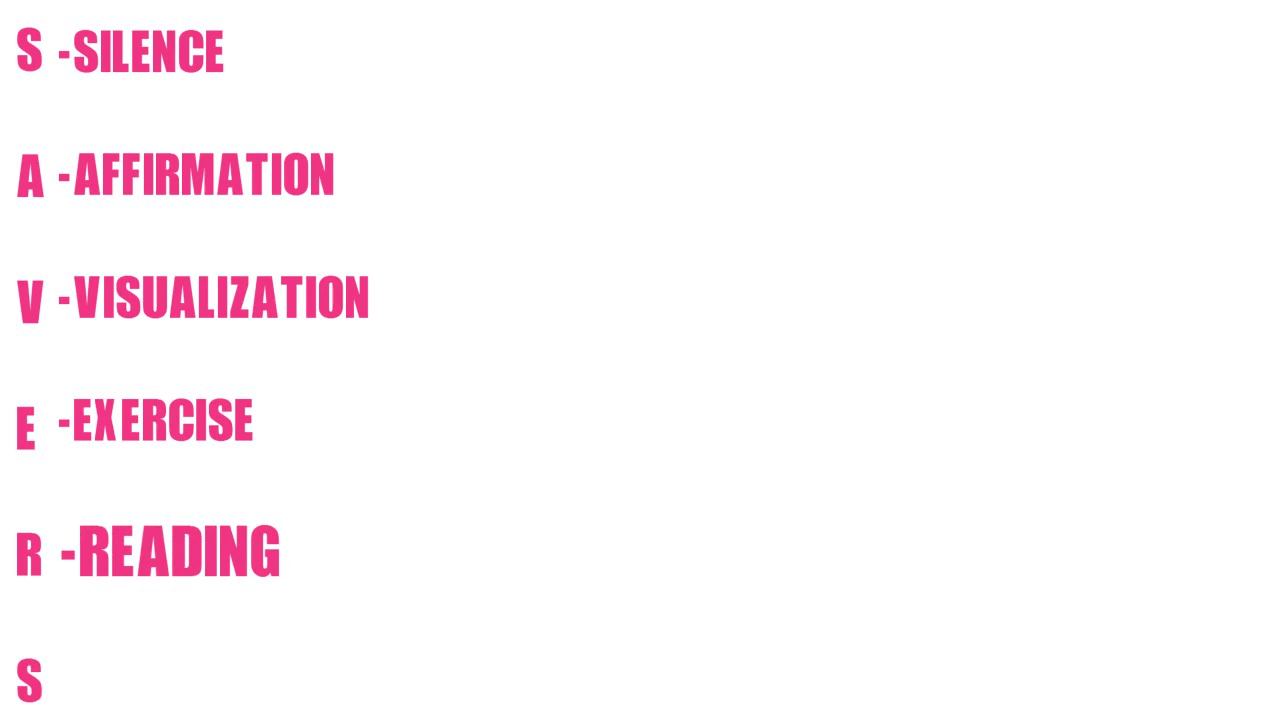 S -SILENCE
A -AFFIRMATION
V -VISUALIZATION
E -EXERCISE
R -READING
S